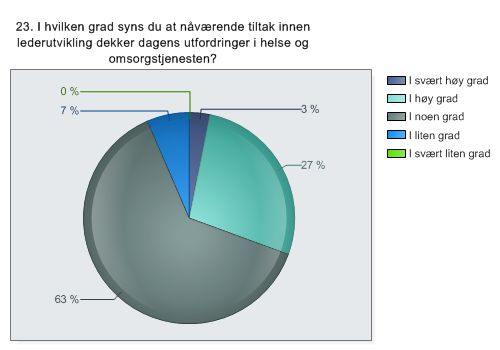 23. I hvilken grad syns du at nåværende tiltak innen
lederutvikling dekker dagens utfordringer i helse og
omsorgstjenesten?
0 %
7 %
3 %
27 %
63 %
I svært høy grad
I høy grad
I noen grad
I liten grad
I svært liten grad